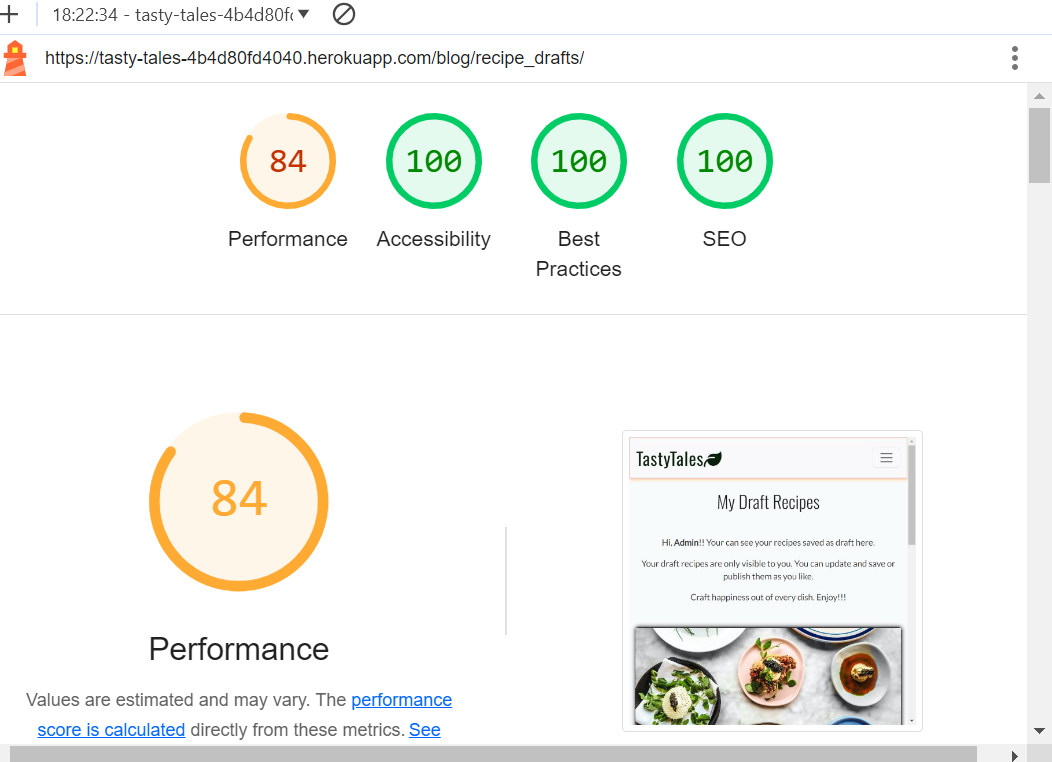 18:22:34 - tasty-tales-4b4d80f
https://tasty-tales-4b4d80fd4040.herokuapp.com/blog/recipe_drafts/
84
100
100
100
Performance
Accessibility
Best
Practices
SEO
84
Performance
Values are estimated and may vary. The performance
score is calculated directly from these metrics. See
TastyTales
My Draft Recipes
Hi, Admin!! Your can see your recipes saved as draft here.
Your draft recipes are only visible to you. You can update and save or
publish them as you like.
Craft happiness out of every dish. Enjoy!!!